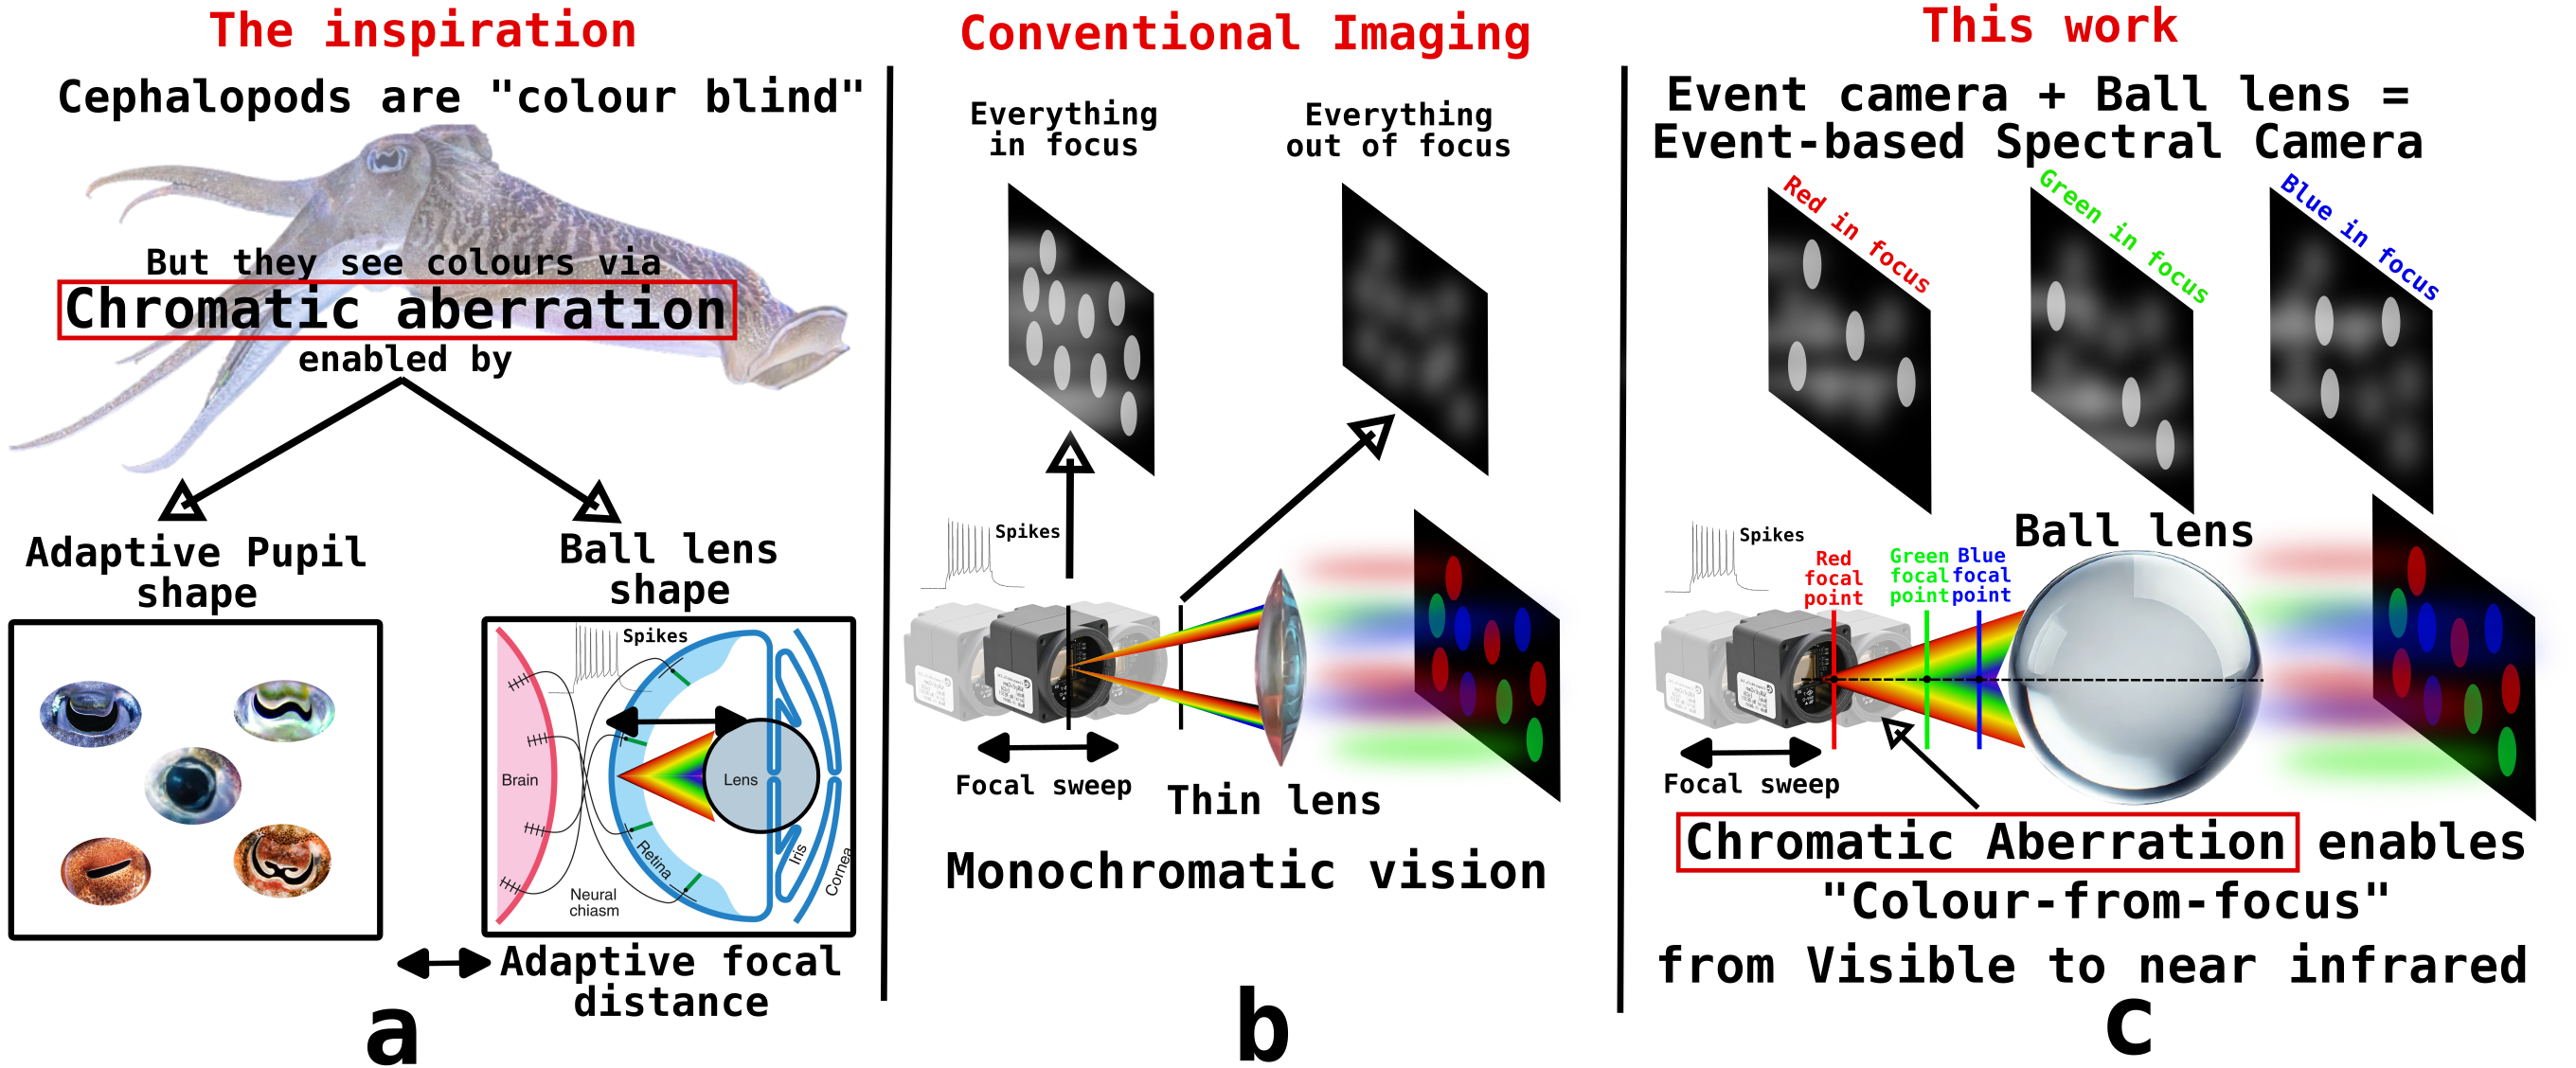 The inspiration
Cephalopods are "colour blind"
But they see colours via
Chromatic aberration
enabled by
Adaptive Pupil
shape
Ball lens
shape
Spikes
Brain
Lens
Retina
Iris
Cornea
Neural
chiasm
Adaptive focal
distance
a
Conventional Imaging
Everything
in focus
Everything
out of focus
Spikes
Focal sweep
Thin lens
Monochromatic vision
b
This work
Event camera + Ball lens =
Event-based Spectral Camera
Red in focus
Green in focus
Blue in focus
Spikes
Red
focal
point
Green
focal
point
Blue
focal
point
Ball lens
Focal sweep
Chromatic Aberration enables
"Colour-from-focus"
from Visible to near infrared
c